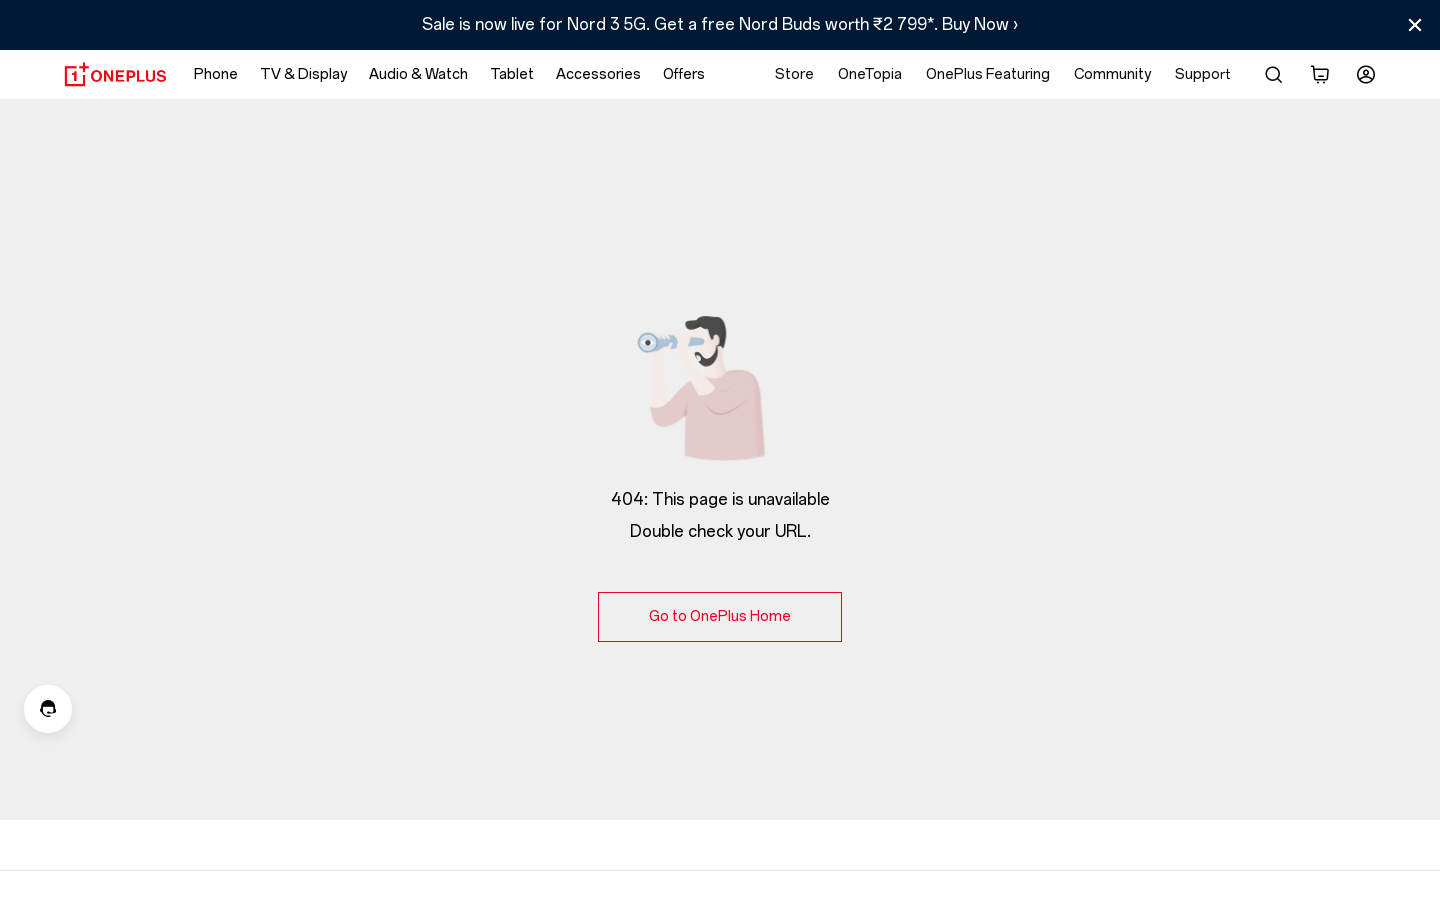 Sale is now live for Nord 3 5G. Get a free Nord Buds worth ₹2 799*. Buy Now ›
1+ ONEPLUS Phone TV & Display Audio & Watch Tablet Accessories Offers Store OneTopia OnePlus Featuring Community Support
404: This page is unavailable
Double check your URL.
Go to OnePlus Home